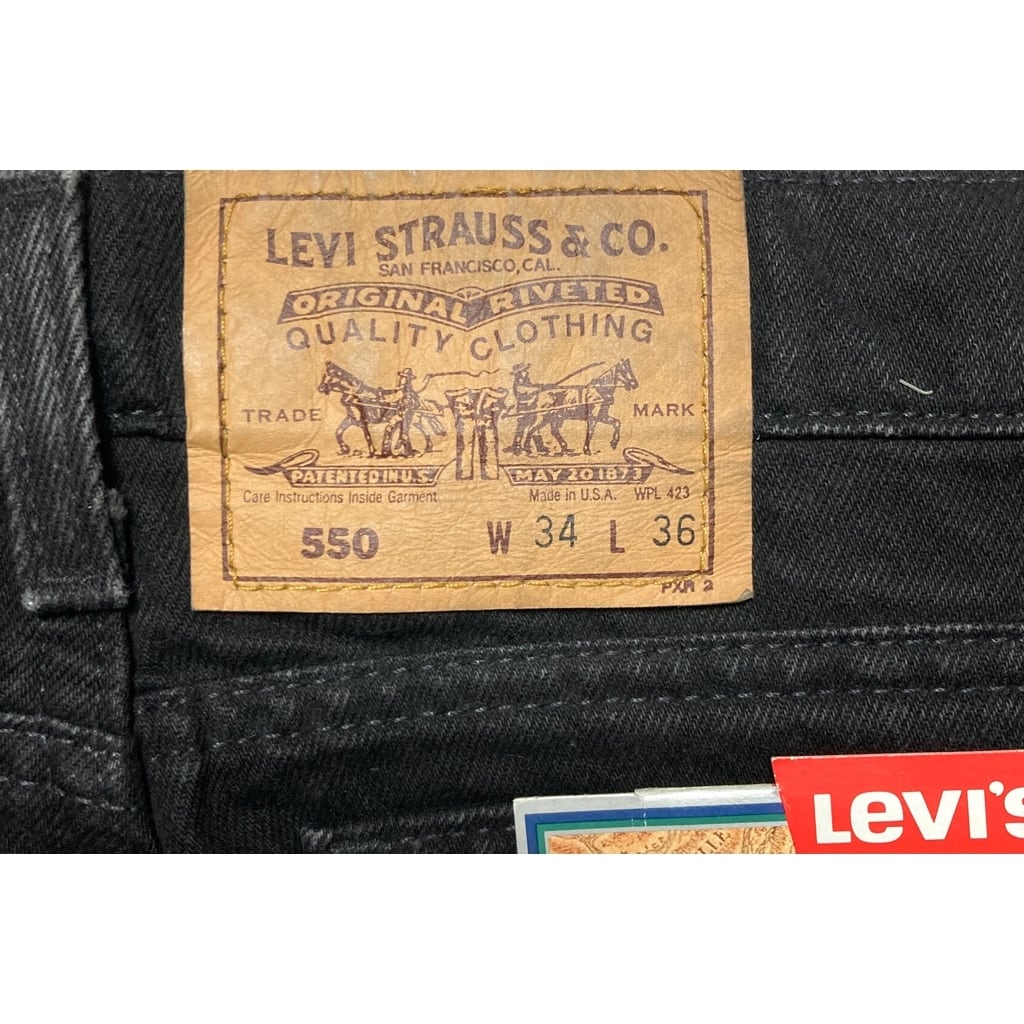 LEVI STRAUSS & CO.
SAN FRANCISCO, CAL.
ORIGINAL RIVETED
QUALITY CLOTHING
TRADE MARK
PATENTED IN U.S. MAY 20 1873
Care Instructions Inside Garment Made in U.S.A. WPL 423
550 W 34 L 36
PXR 2
Levi's